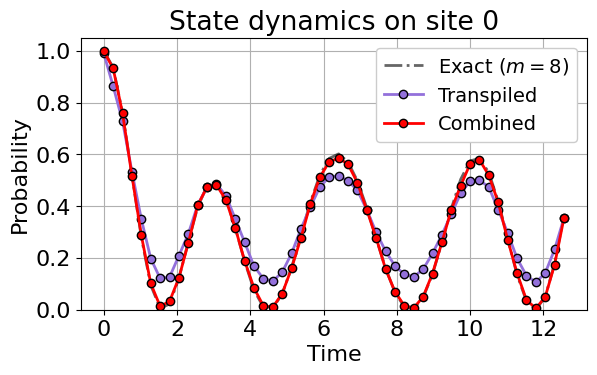 State dynamics on site 0
Probability
1.0
0.8
0.6
0.4
0.2
0.0
Exact (m = 8)
Transpiled
Combined
0 2 4 6 8 10 12
Time